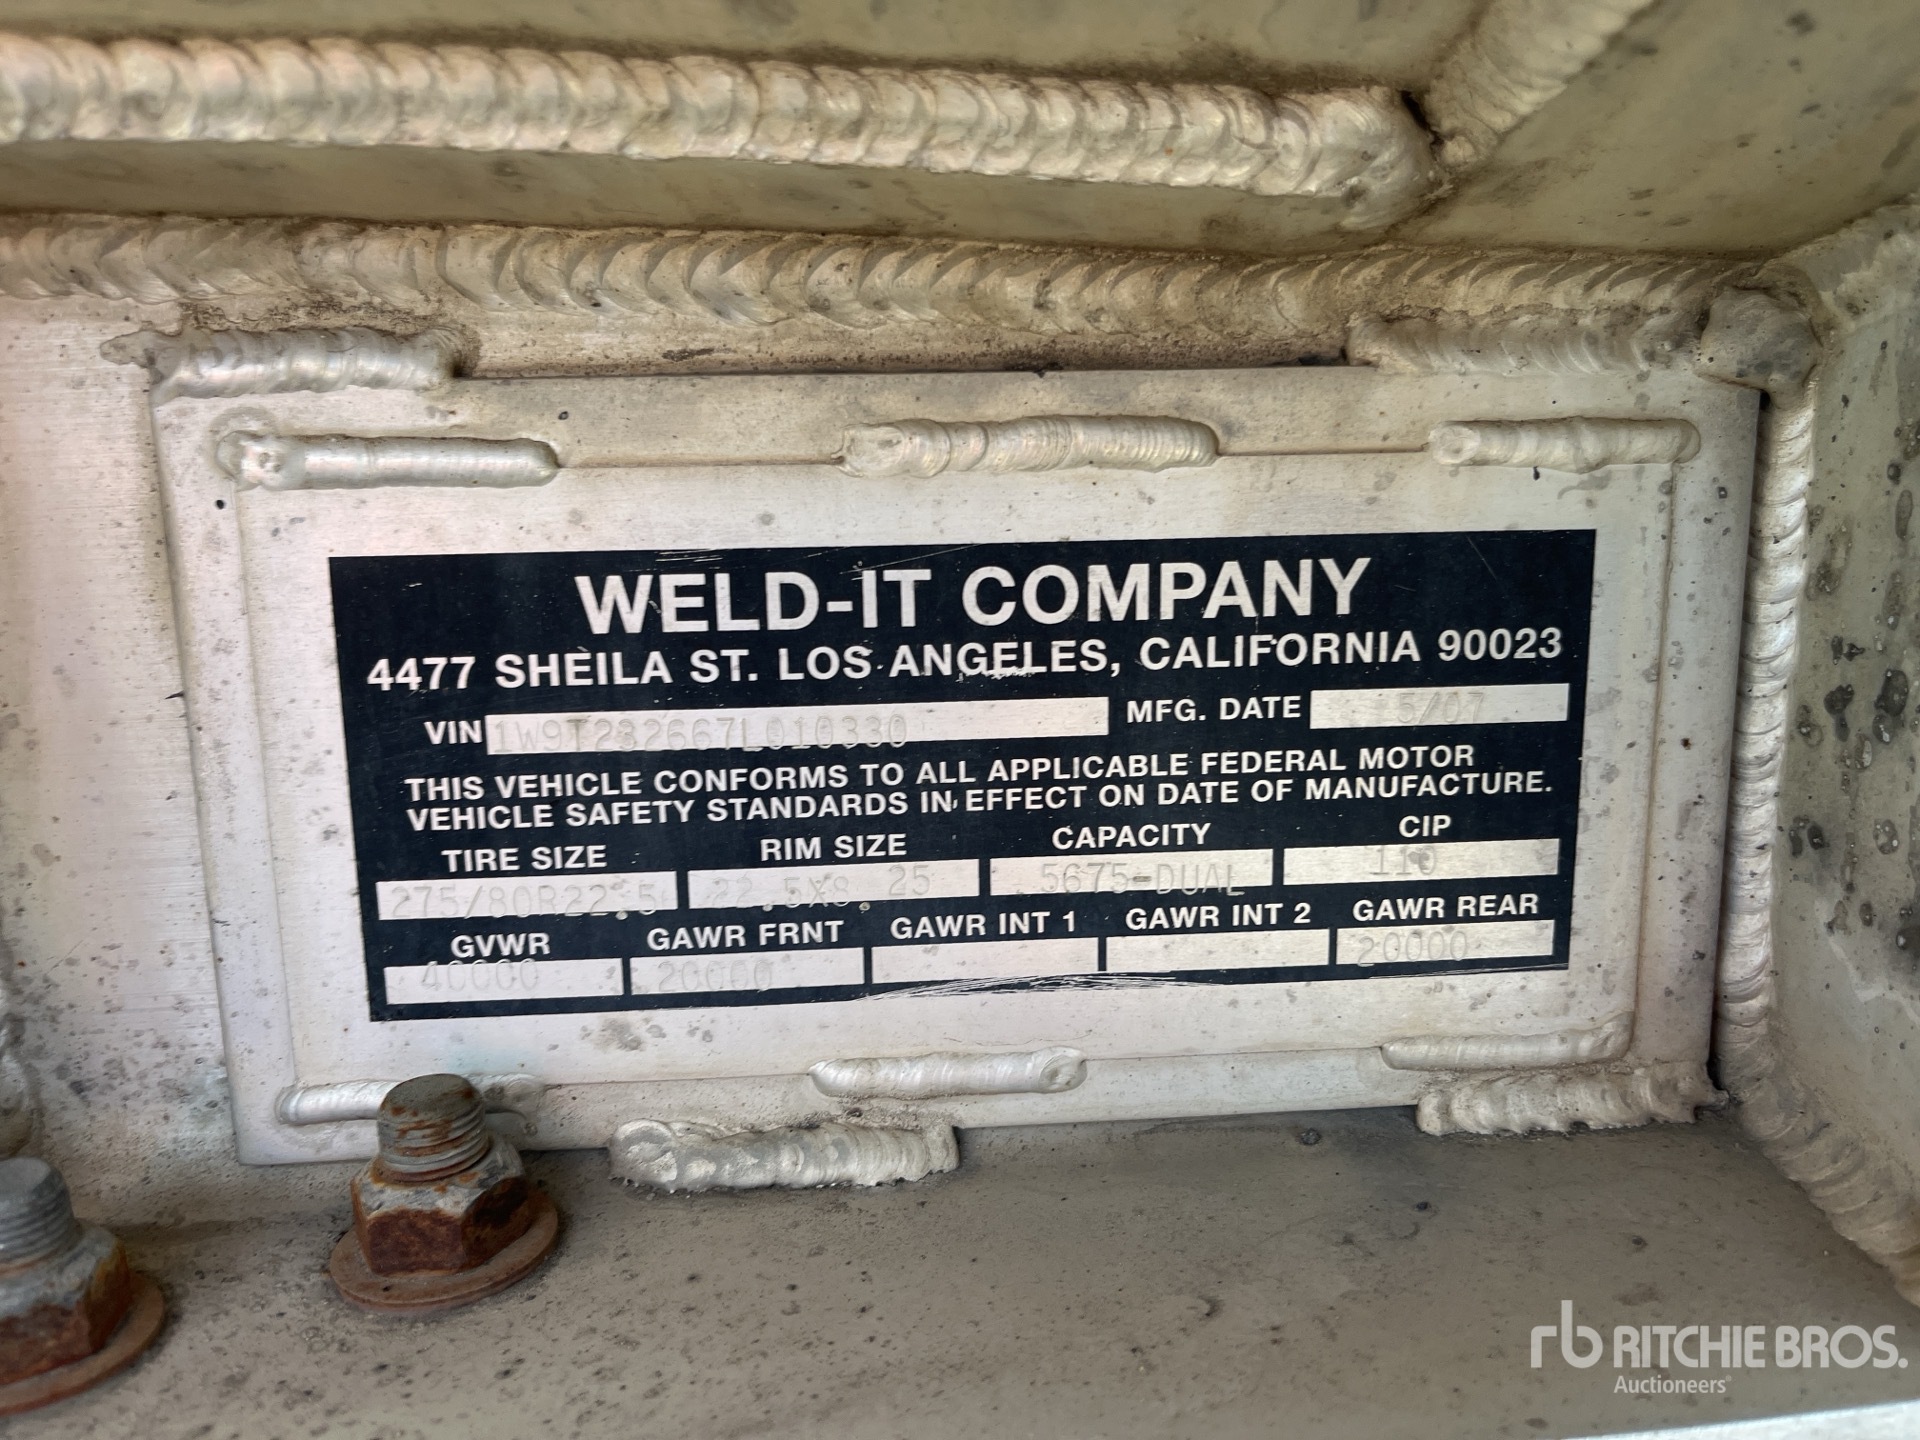 WELD-IT COMPANY
4477 SHEILA ST. LOS ANGELES, CALIFORNIA 90023
VIN 1W9T232667L010330 MFG. DATE 5/07
THIS VEHICLE CONFORMS TO ALL APPLICABLE FEDERAL MOTOR
VEHICLE SAFETY STANDARDS IN EFFECT ON DATE OF MANUFACTURE.
TIRE SIZE RIM SIZE CAPACITY CIP
275/80R22.5 22.5X8.25 5675-DUAL 110
GVWR GAWR FRNT GAWR INT 1 GAWR INT 2 GAWR REAR
40000 20000 20000
rb RITCHIE BROS.
Auctioneers